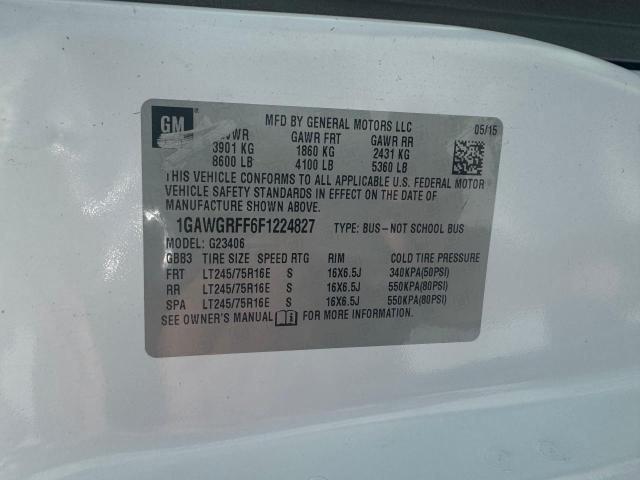 GM
MFD BY GENERAL MOTORS LLC 05/15
GAWR FRT GAWR RR
3901 KG 1860 KG 2431 KG
8600 LB 4100 LB 5360 LB
THIS VEHICLE CONFORMS TO ALL APPLICABLE U.S. FEDERAL MOTOR
VEHICLE SAFETY STANDARDS IN EFFECT ON THE DATE OF
MANUFACTURE SHOWN ABOVE.
1GAWGRFF6F1224827 TYPE: BUS–NOT SCHOOL BUS
MODEL: G23406
GBB3 TIRE SIZE SPEED RTG RIM COLD TIRE PRESSURE
FRT LT245/75R16E S 16X6.5J 340KPA(50PSI)
RR LT245/75R16E S 16X6.5J 550KPA(80PSI)
SPA LT245/75R16E S 16X6.5J 550KPA(80PSI)
SEE OWNER'S MANUAL FOR MORE INFORMATION.